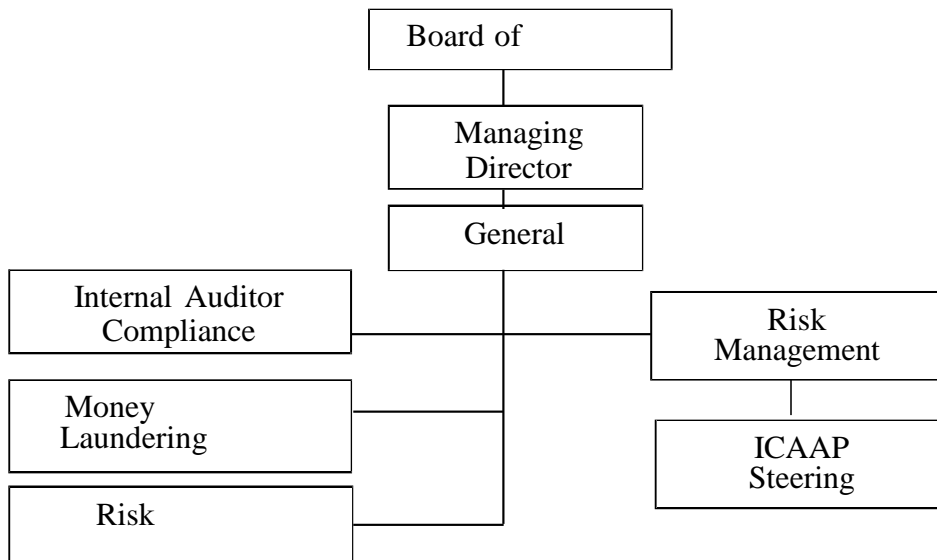 Board of
Managing
Director
General
Internal Auditor
Compliance
Risk
Management
Money
Laundering
ICAAP
Steering
Risk